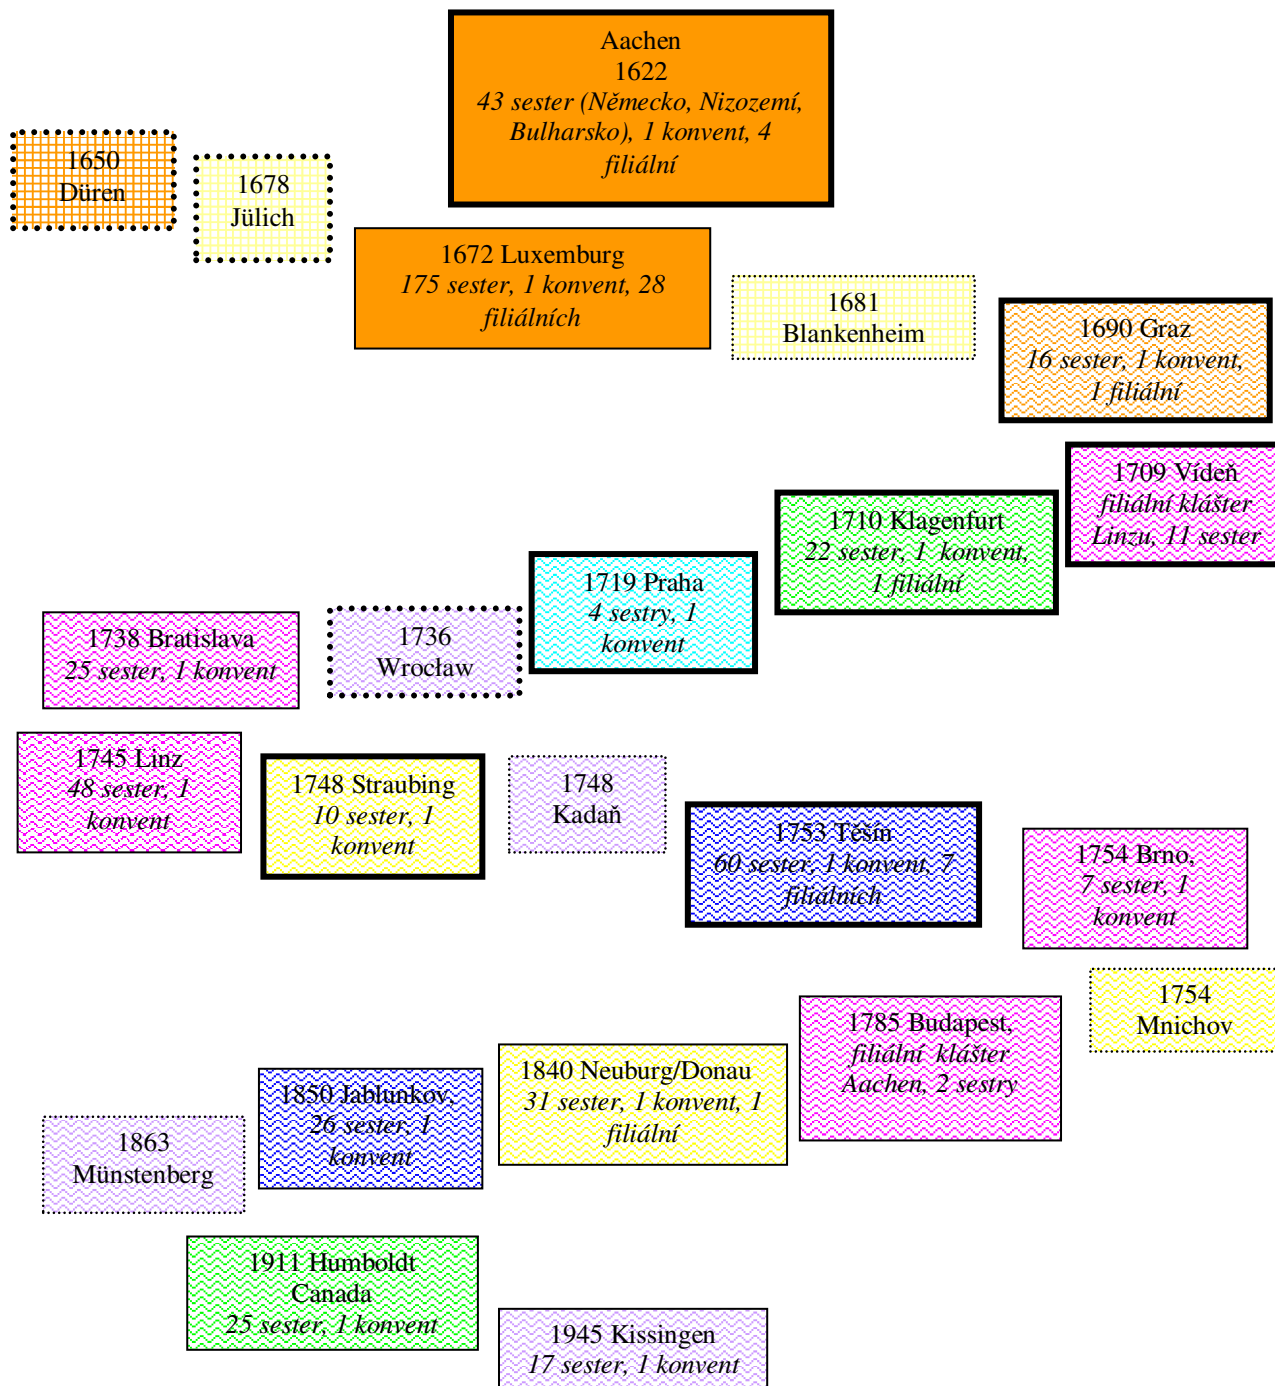 Aachen
1622
43 sester (Německo, Nizozemí,
Bulharsko), 1 konvent, 4
filiální
1650
Düren
1678
Jülich
1672 Luxemburg
175 sester, 1 konvent, 28
filiálních
1681
Blankenheim
1690 Graz
16 sester, 1 konvent,
1 filiální
1709 Vídeň
filiální klášter
Linzu, 11 sester
1710 Klagenfurt
22 sester, 1 konvent,
1 filiální
1719 Praha
4 sestry, 1
konvent
1736
Wrocław
1738 Bratislava
25 sester, 1 konvent
1745 Linz
48 sester, 1
konvent
1748 Straubing
10 sester, 1
konvent
1748
Kadaň
1753 Těšín
60 sester, 1 konvent, 7
filiálních
1754 Brno,
7 sester, 1
konvent
1754
Mnichov
1785 Budapest,
filiální klášter
Aachen, 2 sestry
1840 Neuburg/Donau
31 sester, 1 konvent, 1
filiální
1850 Jablunkov,
26 sester, 1
konvent
1863
Münstenberg
1911 Humboldt
Canada
25 sester, 1 konvent
1945 Kissingen
17 sester, 1 konvent